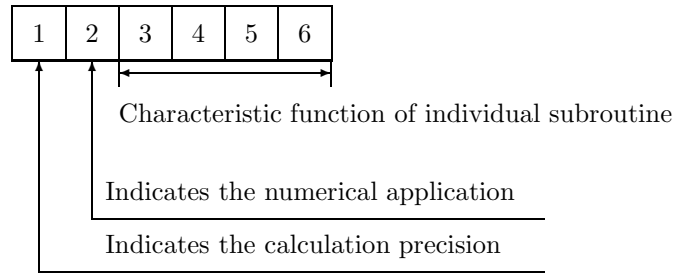 1 2 3 4 5 6
Characteristic function of individual subroutine
Indicates the numerical application
Indicates the calculation precision